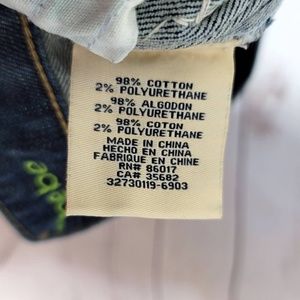 98% COTTON
2% POLYURETHANE
98% ALGODON
2% POLYURETHANE
98% COTON
2% POLYURETHANE
MADE IN CHINA
HECHO EN CHINA
FABRIQUE EN CHINE
RN# 86017
CA# 35682
32730119-6903